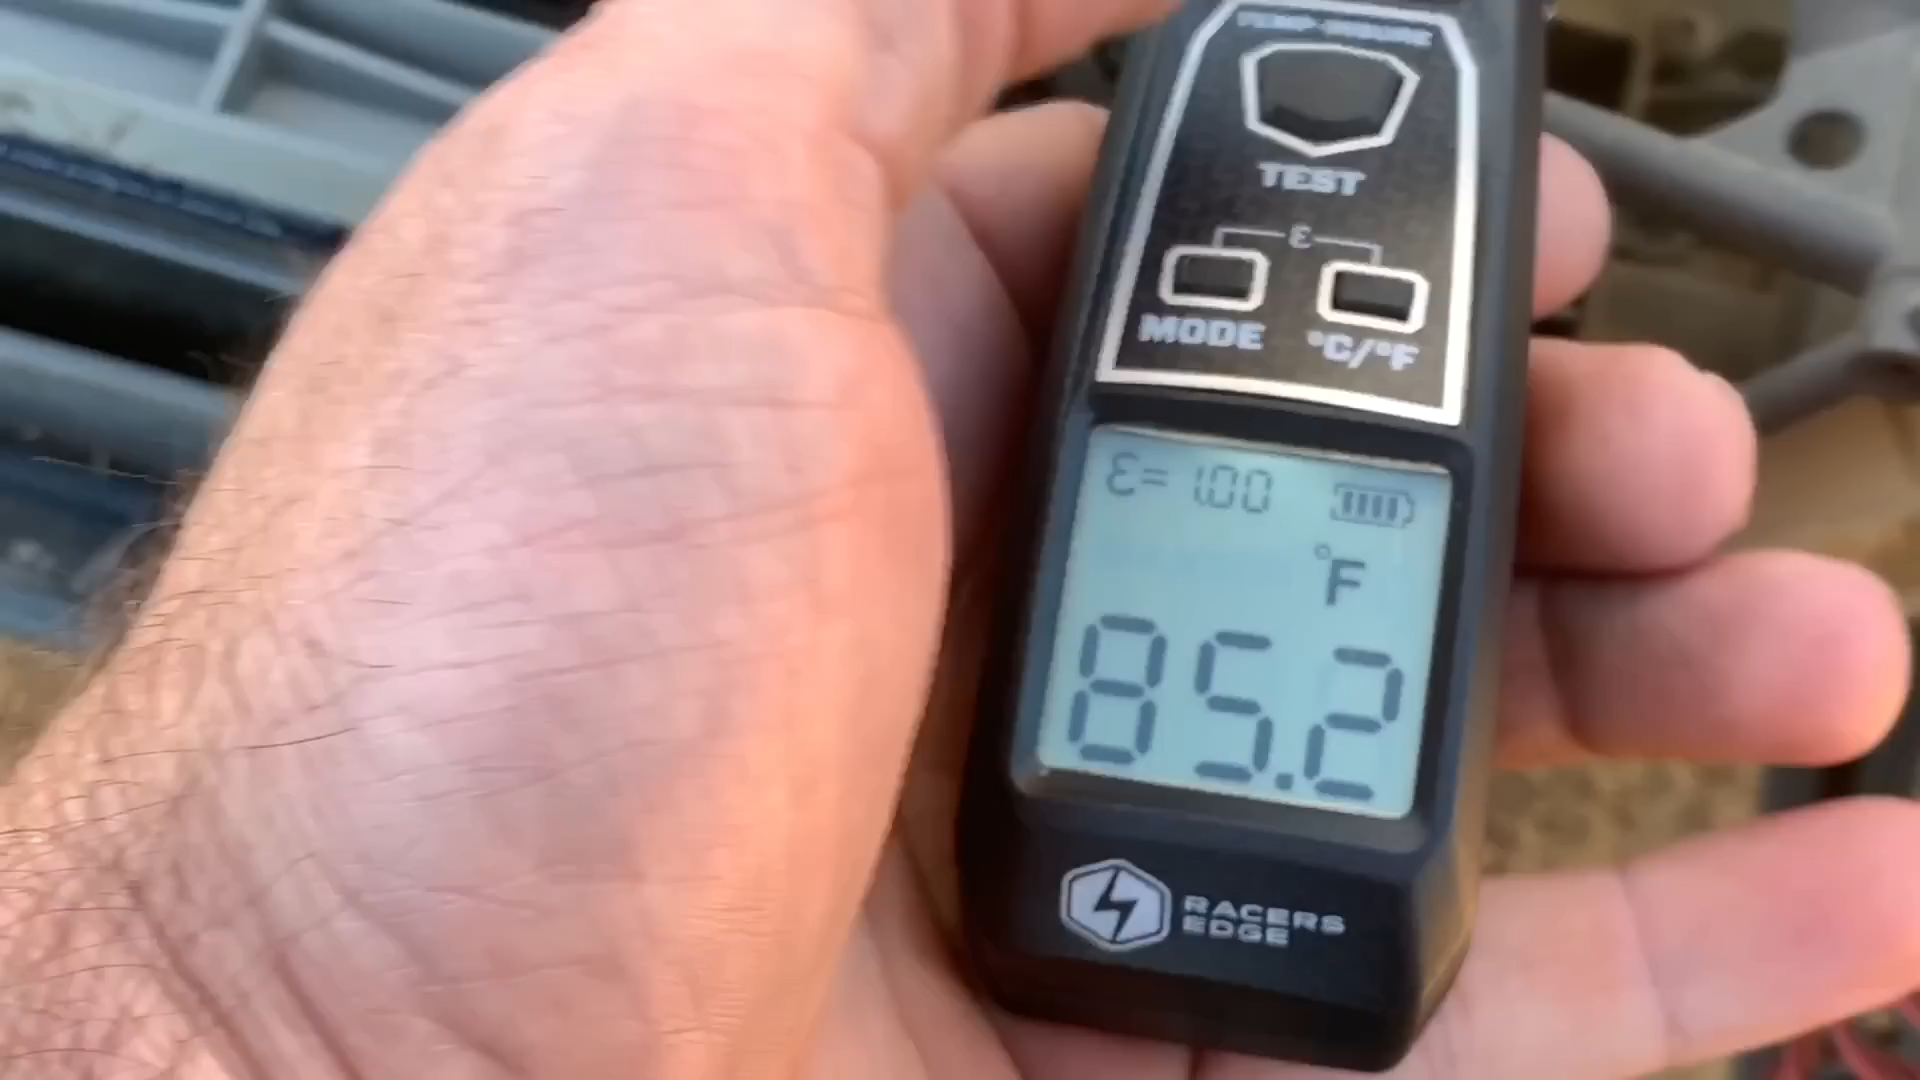 TEST
ε
MODE °C/°F
ε= 1.00
°F
85.2
RACERS
EDGE